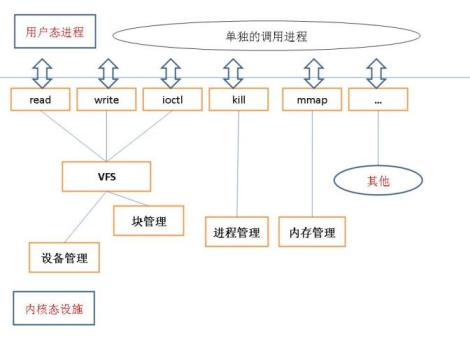 用户态进程
单独的调用进程
read
write
ioctl
kill
mmap
...
VFS
其他
块管理
进程管理
内存管理
设备管理
内核态设施